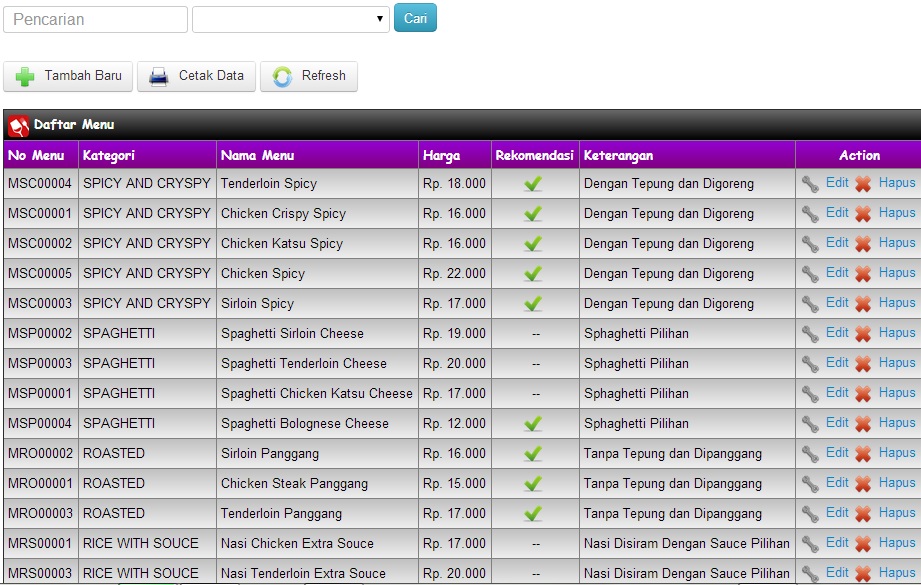 Pencarian Cari
Tambah Baru Cetak Data Refresh
Daftar Menu
No Menu Kategori Nama Menu Harga Rekomendasi Keterangan Action
MSC00004 SPICY AND CRYSPY Tenderloin Spicy Rp. 18.000 Dengan Tepung dan Digoreng Edit Hapus
MSC00001 SPICY AND CRYSPY Chicken Crispy Spicy Rp. 16.000 Dengan Tepung dan Digoreng Edit Hapus
MSC00002 SPICY AND CRYSPY Chicken Katsu Spicy Rp. 16.000 Dengan Tepung dan Digoreng Edit Hapus
MSC00005 SPICY AND CRYSPY Chicken Spicy Rp. 22.000 Dengan Tepung dan Digoreng Edit Hapus
MSC00003 SPICY AND CRYSPY Sirloin Spicy Rp. 17.000 Dengan Tepung dan Digoreng Edit Hapus
MSP00002 SPAGHETTI Spaghetti Sirloin Cheese Rp. 19.000 -- Sphaghetti Pilihan Edit Hapus
MSP00003 SPAGHETTI Spaghetti Tenderloin Cheese Rp. 20.000 -- Sphaghetti Pilihan Edit Hapus
MSP00001 SPAGHETTI Spaghetti Chicken Katsu Cheese Rp. 17.000 -- Sphaghetti Pilihan Edit Hapus
MSP00004 SPAGHETTI Spaghetti Bolognese Cheese Rp. 12.000 Sphaghetti Pilihan Edit Hapus
MRO00002 ROASTED Sirloin Panggang Rp. 16.000 Tanpa Tepung dan Dipanggang Edit Hapus
MRO00001 ROASTED Chicken Steak Panggang Rp. 15.000 Tanpa Tepung dan Dipanggang Edit Hapus
MRO00003 ROASTED Tenderloin Panggang Rp. 17.000 Tanpa Tepung dan Dipanggang Edit Hapus
MRS00001 RICE WITH SOUCE Nasi Chicken Extra Souce Rp. 17.000 -- Nasi Disiram Dengan Sauce Pilihan Edit Hapus
MRS00003 RICE WITH SOUCE Nasi Tenderloin Extra Souce Rp. 20.000 -- Nasi Disiram Dengan Sauce Pilihan Edit Hapus